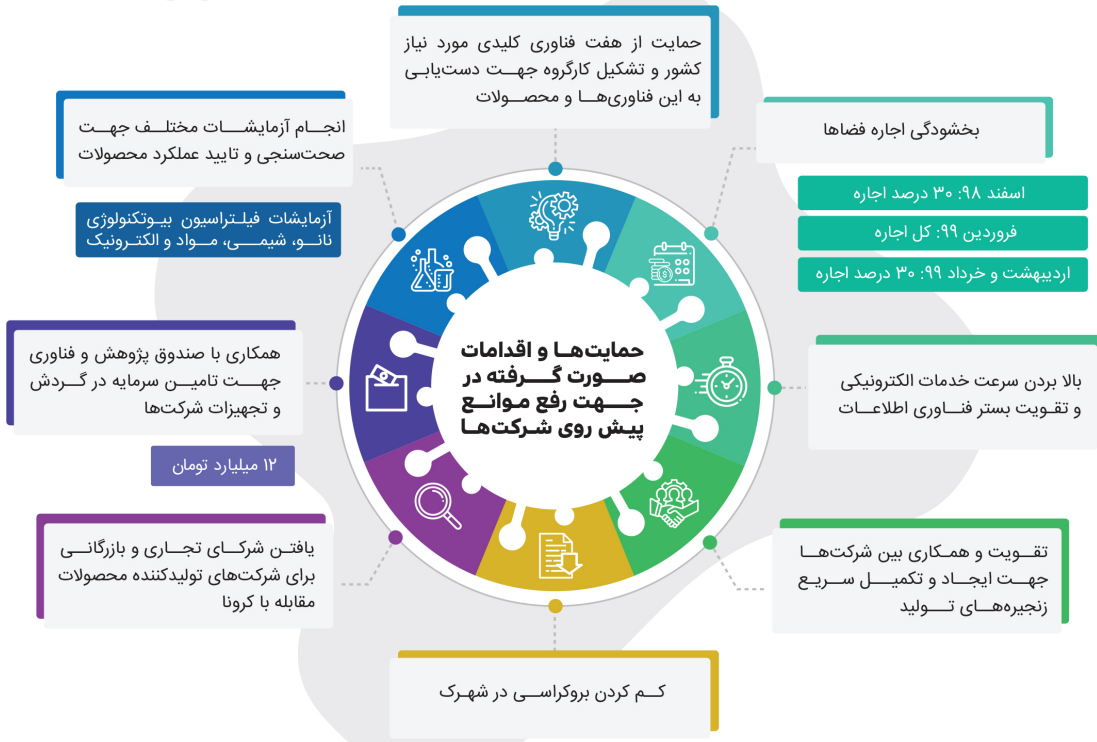 حمایت‌ها و اقدامات
صورت گرفته در
جهت رفع موانع
پیش روی شرکت‌ها
حمایت از هفت فناوری کلیدی مورد نیاز
کشور و تشکیل کارگروه جهت دست‌یابی
به این فناوری‌ها و محصولات
بخشودگی اجاره فضاها
اسفند ۹۸: ۳۰ درصد اجاره
فروردین ۹۹: کل اجاره
اردیبهشت و خرداد ۹۹: ۳۰ درصد اجاره
بالا بردن سرعت خدمات الکترونیکی
و تقویت بستر فناوری اطلاعات
تقویت و همکاری بین شرکت‌ها
جهت ایجاد و تکمیل سریع
زنجیره‌های تولید
کم کردن بروکراسی در شهرک
یافتن شرکای تجاری و بازرگانی
برای شرکت‌های تولیدکننده محصولات
مقابله با کرونا
همکاری با صندوق پژوهش و فناوری
جهت تامین سرمایه در گردش
و تجهیزات شرکت‌ها
۱۲ میلیارد تومان
انجام آزمایشات مختلف جهت
صحت‌سنجی و تایید عملکرد محصولات
آزمایشات فیلتراسیون بیوتکنولوژی
نانو، شیمی، مواد و الکترونیک